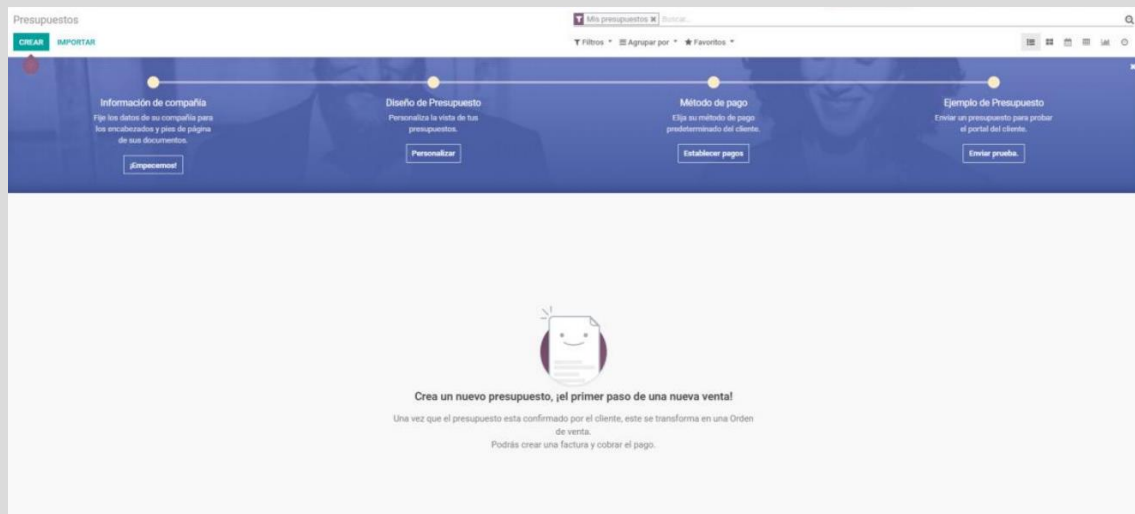 Presupuestos
Mis presupuestos ✖ Buscar...
CREAR IMPORTAR
Filtros Agrupar por Favoritos
Información de compañía
Fije los datos de su compañía para
los encabezados y pies de página
de sus documentos.
¡Empecemos!
Diseño de Presupuesto
Personaliza la vista de tus
presupuestos.
Personalizar
Método de pago
Elija su método de pago
predeterminado del cliente.
Establecer pagos
Ejemplo de Presupuesto
Enviar un presupuesto para probar
el portal del cliente.
Enviar prueba.
Crea un nuevo presupuesto, ¡el primer paso de una nueva venta!
Una vez que el presupuesto esta confirmado por el cliente, este se transforma en una Orden
de venta.
Podrás crear una factura y cobrar el pago.